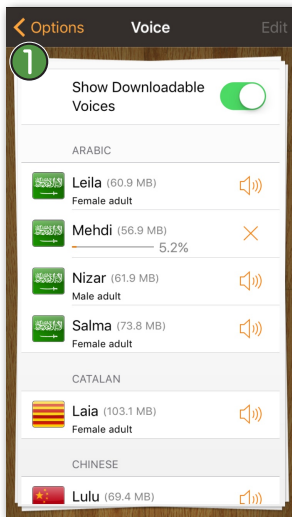 Options Voice Edit
1
Show Downloadable
Voices
ARABIC
Leila (60.9 MB)
Female adult
Mehdi (56.9 MB)
5.2%
Nizar (61.9 MB)
Male adult
Salma (73.8 MB)
Female adult
CATALAN
Laia (103.1 MB)
Female adult
CHINESE
Lulu (69.4 MB)